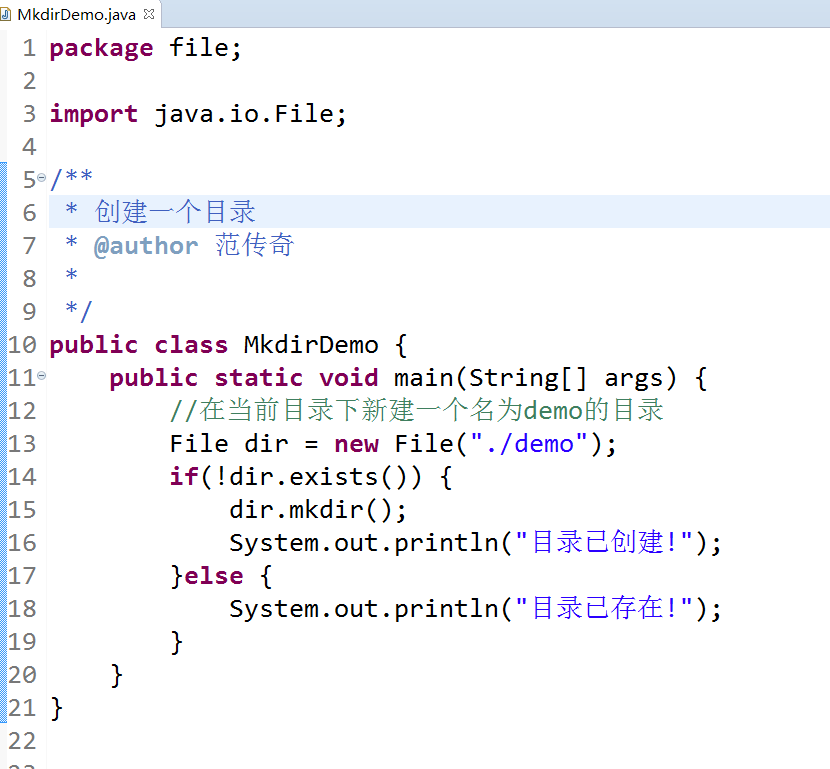 MkdirDemo.java
1 package file;
2
3 import java.io.File;
4
5 /**
6  * 创建一个目录
7  * @author 范传奇
8  *
9  */
10 public class MkdirDemo {
11     public static void main(String[] args) {
12         //在当前目录下新建一个名为demo的目录
13         File dir = new File("./demo");
14         if(!dir.exists()) {
15             dir.mkdir();
16             System.out.println("目录已创建!");
17         }else {
18             System.out.println("目录已存在!");
19         }
20     }
21 }
22